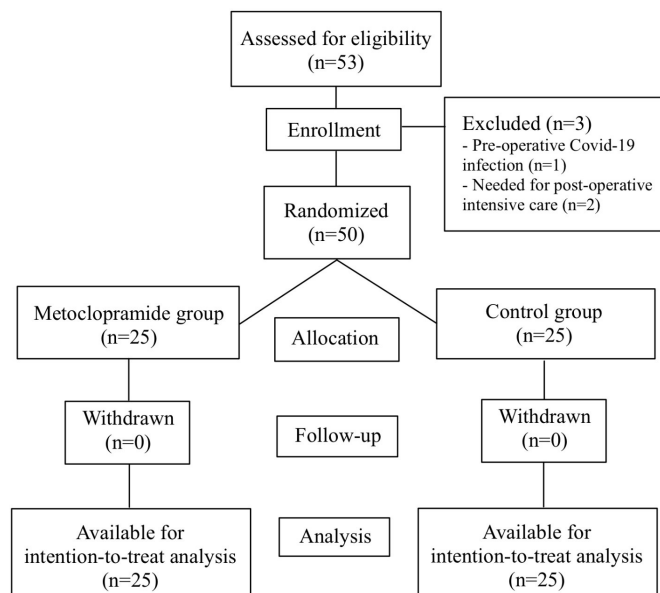 Assessed for eligibility
(n=53)
Enrollment
Excluded (n=3)
- Pre-operative Covid-19
infection (n=1)
- Needed for post-operative
intensive care (n=2)
Randomized
(n=50)
Metoclopramide group
(n=25)
Allocation
Control group
(n=25)
Withdrawn
(n=0)
Follow-up
Withdrawn
(n=0)
Available for
intention-to-treat analysis
(n=25)
Analysis
Available for
intention-to-treat analysis
(n=25)